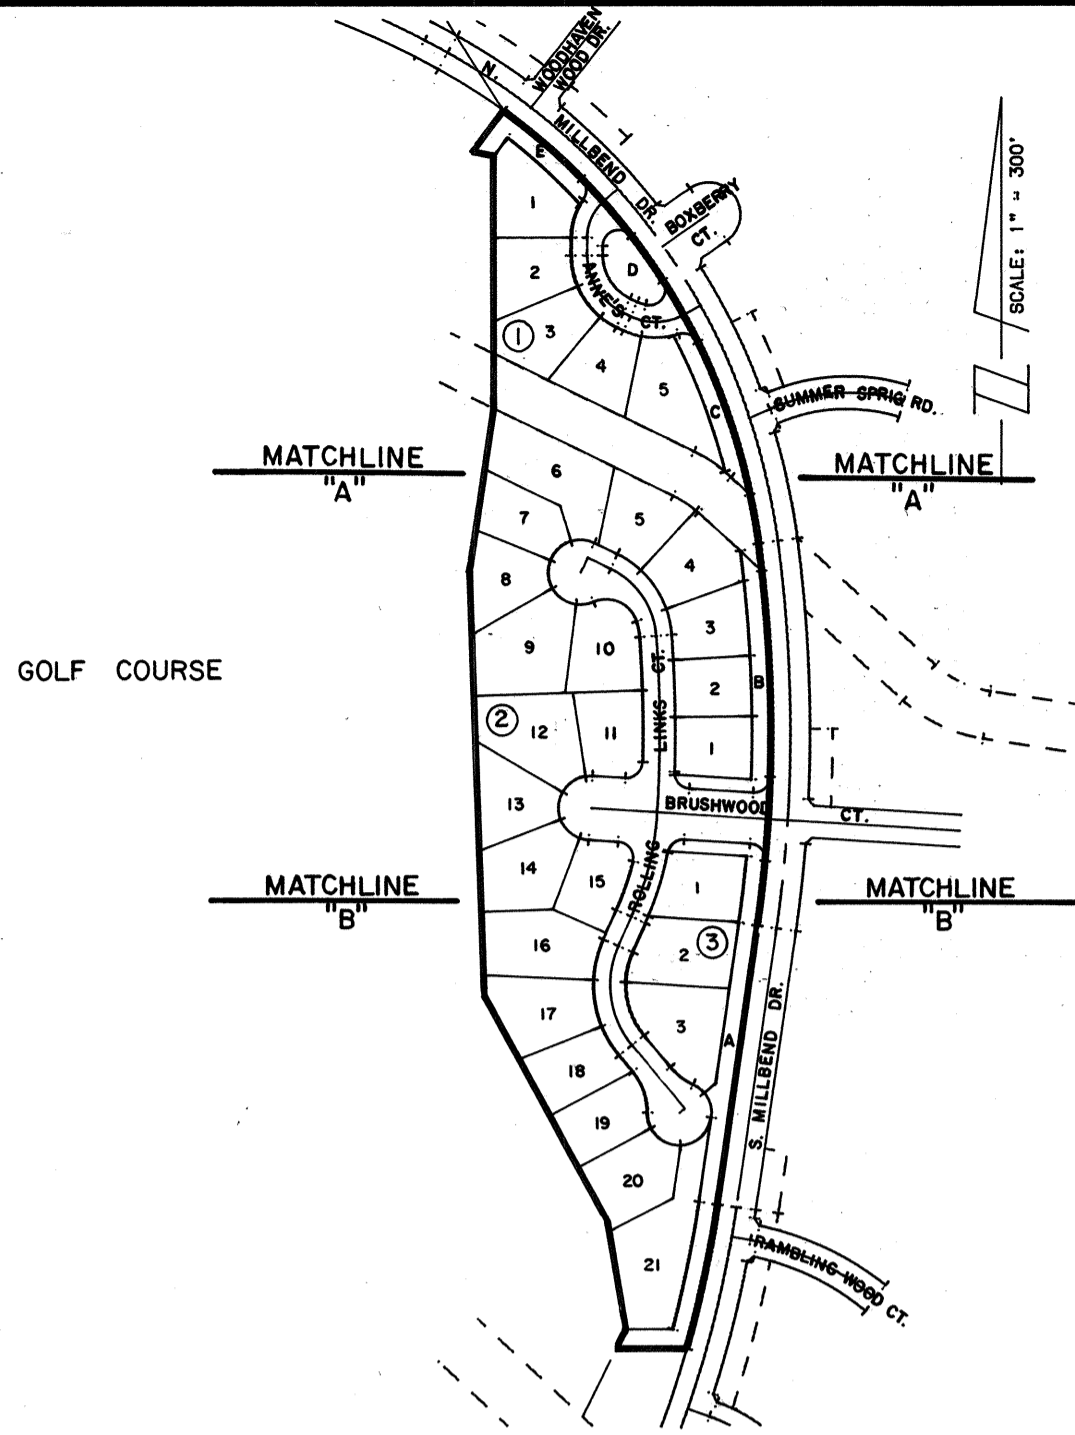 WOODHAVEN
WOOD DR.
N.
MILLBEND
DR.
BOXBERRY
CT.
SCALE: 1" = 300'
E
1
D
2
ANNE'S CT.
1
3
4
5
C
SUMMER SPRIG RD.
MATCHLINE
"A"
MATCHLINE
"A"
6
7
5
4
8
3
GOLF COURSE
9
10
LINKS CT.
2
B
2
12
11
1
13
BRUSHWOOD
CT.
14
15
ROLLING
1
MATCHLINE
"B"
MATCHLINE
"B"
16
2
3
17
3
A
S. MILLBEND DR.
18
19
20
21
RAMBLING WOOD CT.